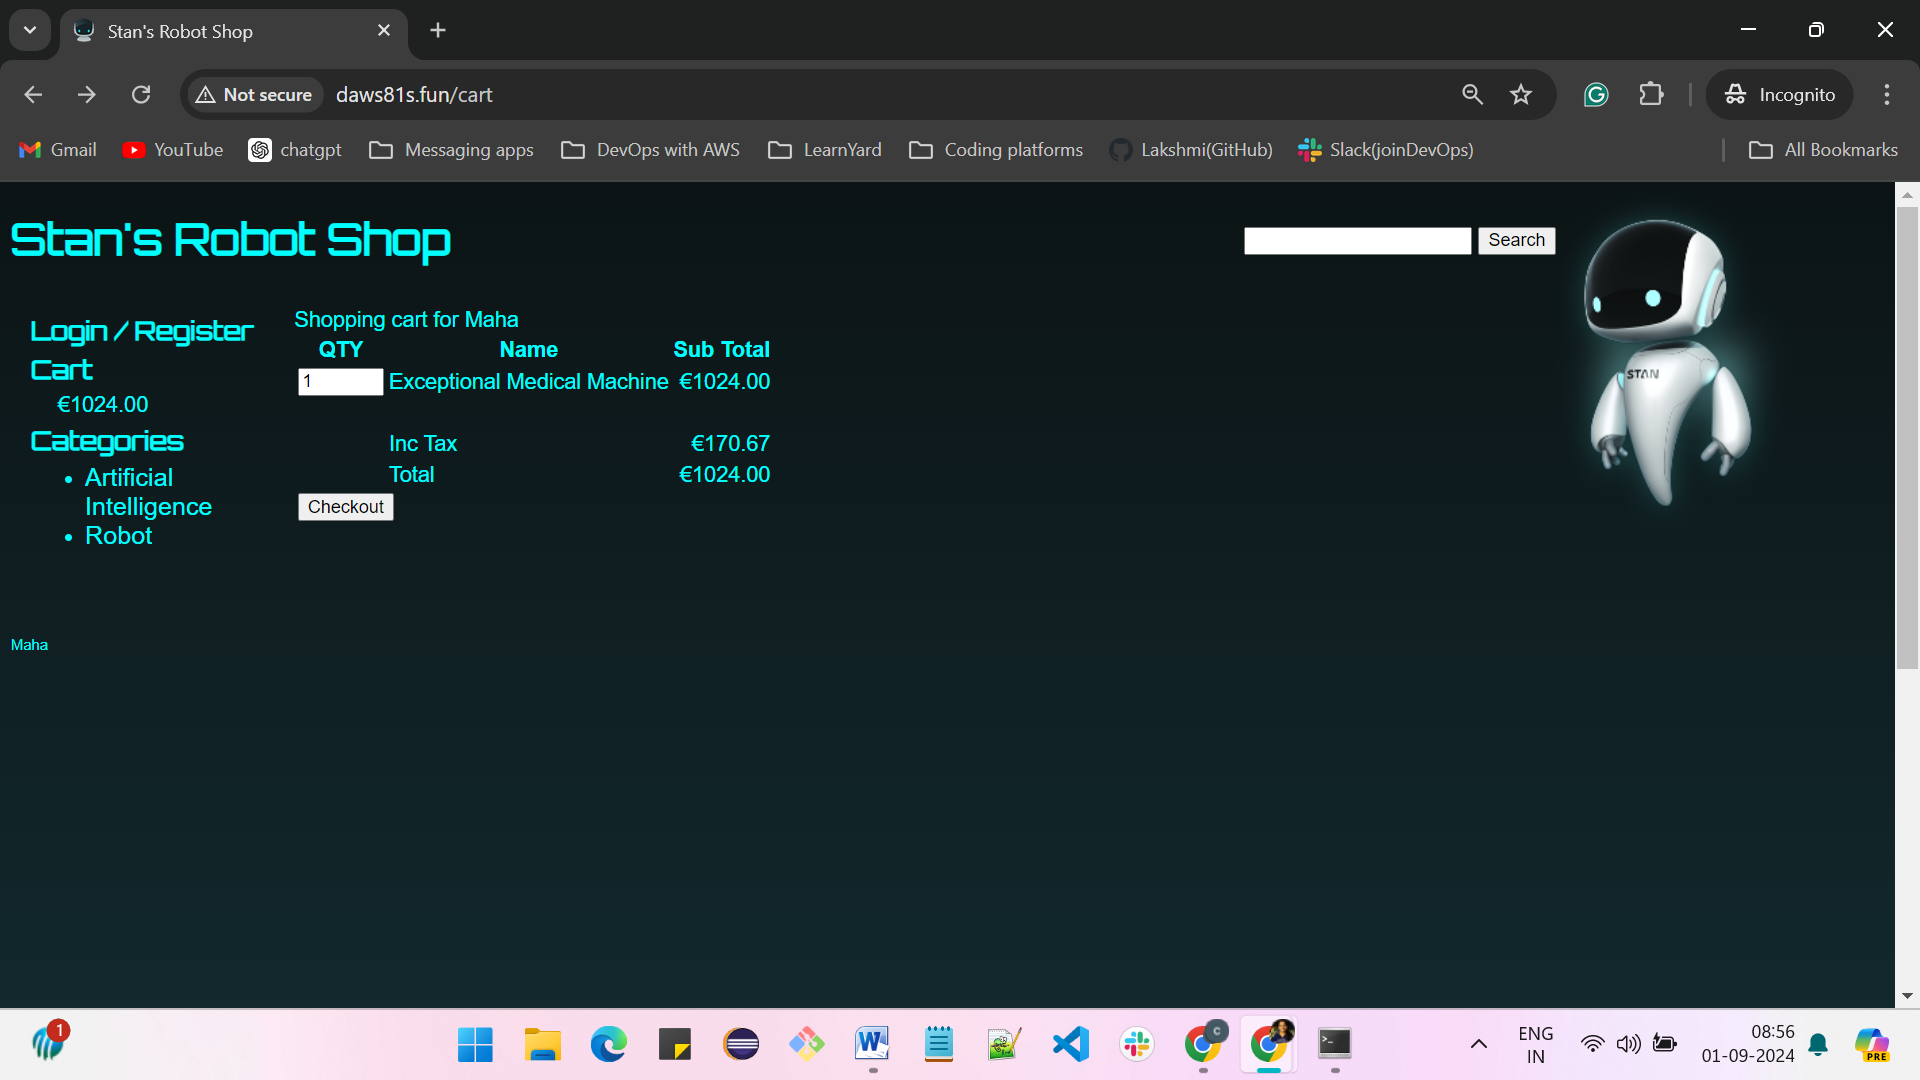 Stan's Robot Shop
Not secure
daws81s.fun/cart
Incognito
Gmail
YouTube
chatgpt
Messaging apps
DevOps with AWS
LearnYard
Coding platforms
Lakshmi(GitHub)
Slack(joinDevOps)
All Bookmarks
Stan's Robot Shop
Search
STAN
Login / Register
Cart
€1024.00
Categories
• Artificial
Intelligence
• Robot
Shopping cart for Maha
QTY Name Sub Total
1 Exceptional Medical Machine €1024.00
Inc Tax €170.67
Total €1024.00
Checkout
Maha
1
C
ENG
IN
08:56
01-09-2024
PRE